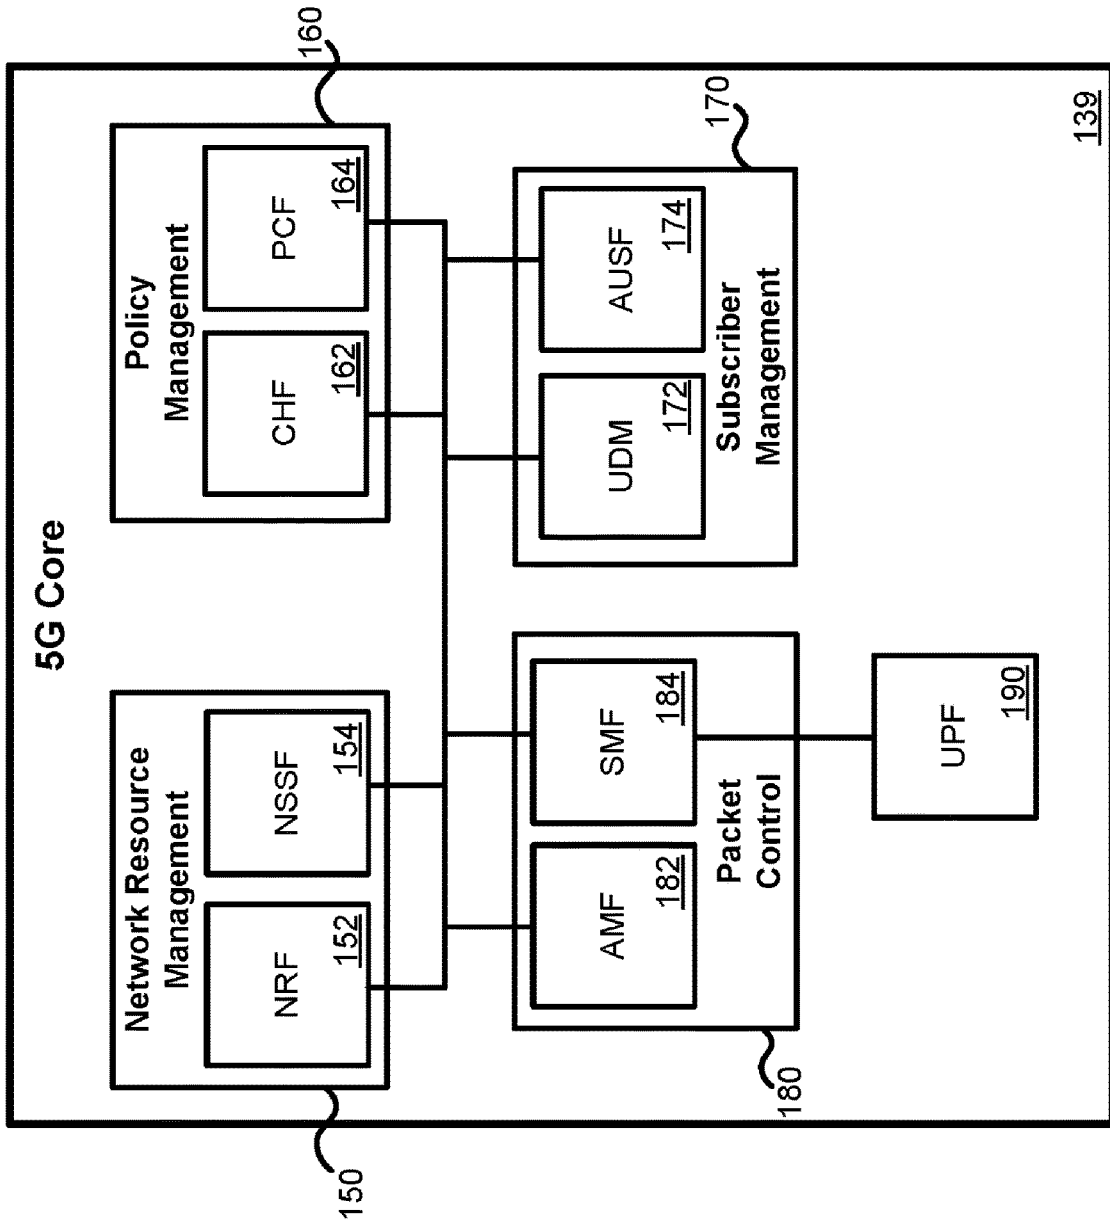 5G Core
Network Resource
Management
NRF
152
NSSF
154
150
Policy
Management
CHF
162
PCF
164
160
Packet
Control
AMF
182
SMF
184
180
Subscriber
Management
UDM
172
AUSF
174
170
UPF
190
139